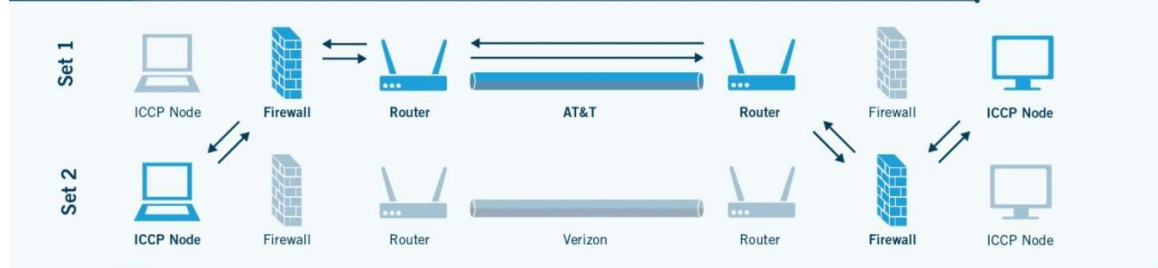 Set 1
ICCP Node Firewall Router AT&T Router Firewall ICCP Node
Set 2
ICCP Node Firewall Router Verizon Router Firewall ICCP Node